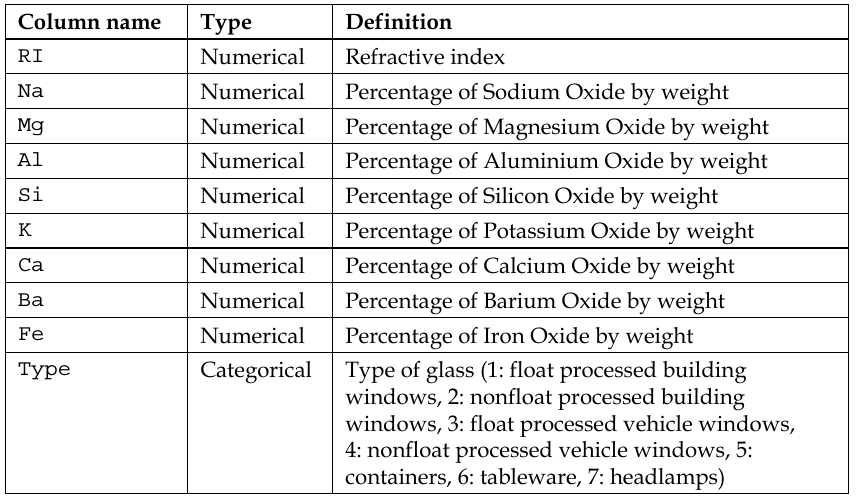 Column name Type Definition
RI Numerical Refractive index
Na Numerical Percentage of Sodium Oxide by weight
Mg Numerical Percentage of Magnesium Oxide by weight
Al Numerical Percentage of Aluminium Oxide by weight
Si Numerical Percentage of Silicon Oxide by weight
K Numerical Percentage of Potassium Oxide by weight
Ca Numerical Percentage of Calcium Oxide by weight
Ba Numerical Percentage of Barium Oxide by weight
Fe Numerical Percentage of Iron Oxide by weight
Type Categorical Type of glass (1: float processed building
windows, 2: nonfloat processed building
windows, 3: float processed vehicle windows,
4: nonfloat processed vehicle windows, 5:
containers, 6: tableware, 7: headlamps)